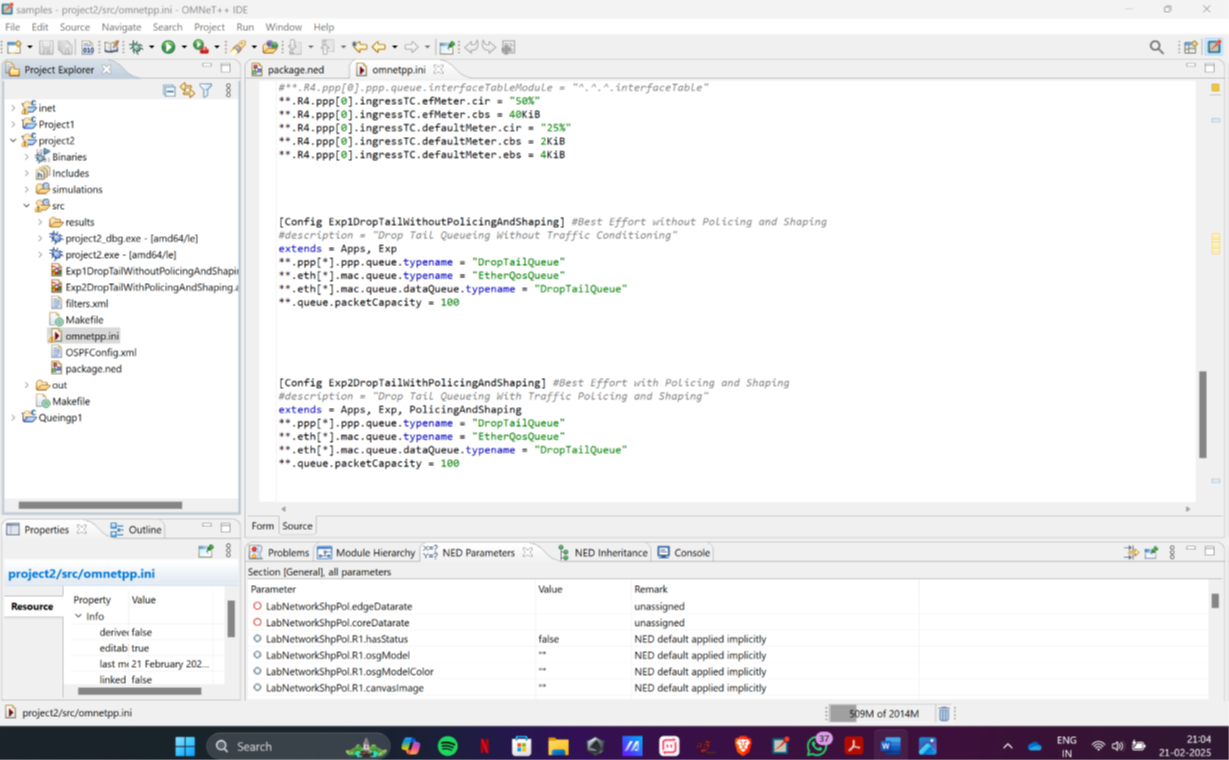 samples - project2/src/omnetpp.ini - OMNeT++ IDE
File Edit Source Navigate Search Project Run Window Help
Project Explorer
inet
Project1
project2
Binaries
Includes
simulations
src
results
project2_dbg.exe - [amd64/le]
project2.exe - [amd64/le]
Exp1DropTailWithoutPolicingAndShapi
Exp2DropTailWithPolicingAndShaping.a
filters.xml
Makefile
omnetpp.ini
OSPFConfig.xml
package.ned
out
Makefile
Queingp1
package.ned omnetpp.ini
#**.R4.ppp[0].ppp.queue.interfaceTableModule = "^.^.^.interfaceTable"
**.R4.ppp[0].ingressTC.efMeter.cir = "50%"
**.R4.ppp[0].ingressTC.efMeter.cbs = 40KiB
**.R4.ppp[0].ingressTC.defaultMeter.cir = "25%"
**.R4.ppp[0].ingressTC.defaultMeter.cbs = 2KiB
**.R4.ppp[0].ingressTC.defaultMeter.ebs = 4KiB
[Config Exp1DropTailWithoutPolicingAndShaping] #Best Effort without Policing and Shaping
#description = "Drop Tail Queueing Without Traffic Conditioning"
extends = Apps, Exp
**.ppp[*].ppp.queue.typename = "DropTailQueue"
**.eth[*].mac.queue.typename = "EtherQosQueue"
**.eth[*].mac.queue.dataQueue.typename = "DropTailQueue"
**.queue.packetCapacity = 100
[Config Exp2DropTailWithPolicingAndShaping] #Best Effort with Policing and Shaping
#description = "Drop Tail Queueing With Traffic Policing and Shaping"
extends = Apps, Exp, PolicingAndShaping
**.ppp[*].ppp.queue.typename = "DropTailQueue"
**.eth[*].mac.queue.typename = "EtherQosQueue"
**.eth[*].mac.queue.dataQueue.typename = "DropTailQueue"
**.queue.packetCapacity = 100
Form Source
Properties Outline
project2/src/omnetpp.ini
Resource
Property Value
Info
derive false
editab true
last m 21 February 202...
linked false
Problems Module Hierarchy NED Parameters NED Inheritance Console
Section [General], all parameters
Parameter Value Remark
LabNetworkShpPol.edgeDatarate unassigned
LabNetworkShpPol.coreDatarate unassigned
LabNetworkShpPol.R1.hasStatus false NED default applied implicitly
LabNetworkShpPol.R1.osgModel "" NED default applied implicitly
LabNetworkShpPol.R1.osgModelColor "" NED default applied implicitly
LabNetworkShpPol.R1.canvasImage "" NED default applied implicitly
project2/src/omnetpp.ini
509M of 2014M
Search
37
ENG
IN
21:04
21-02-2025